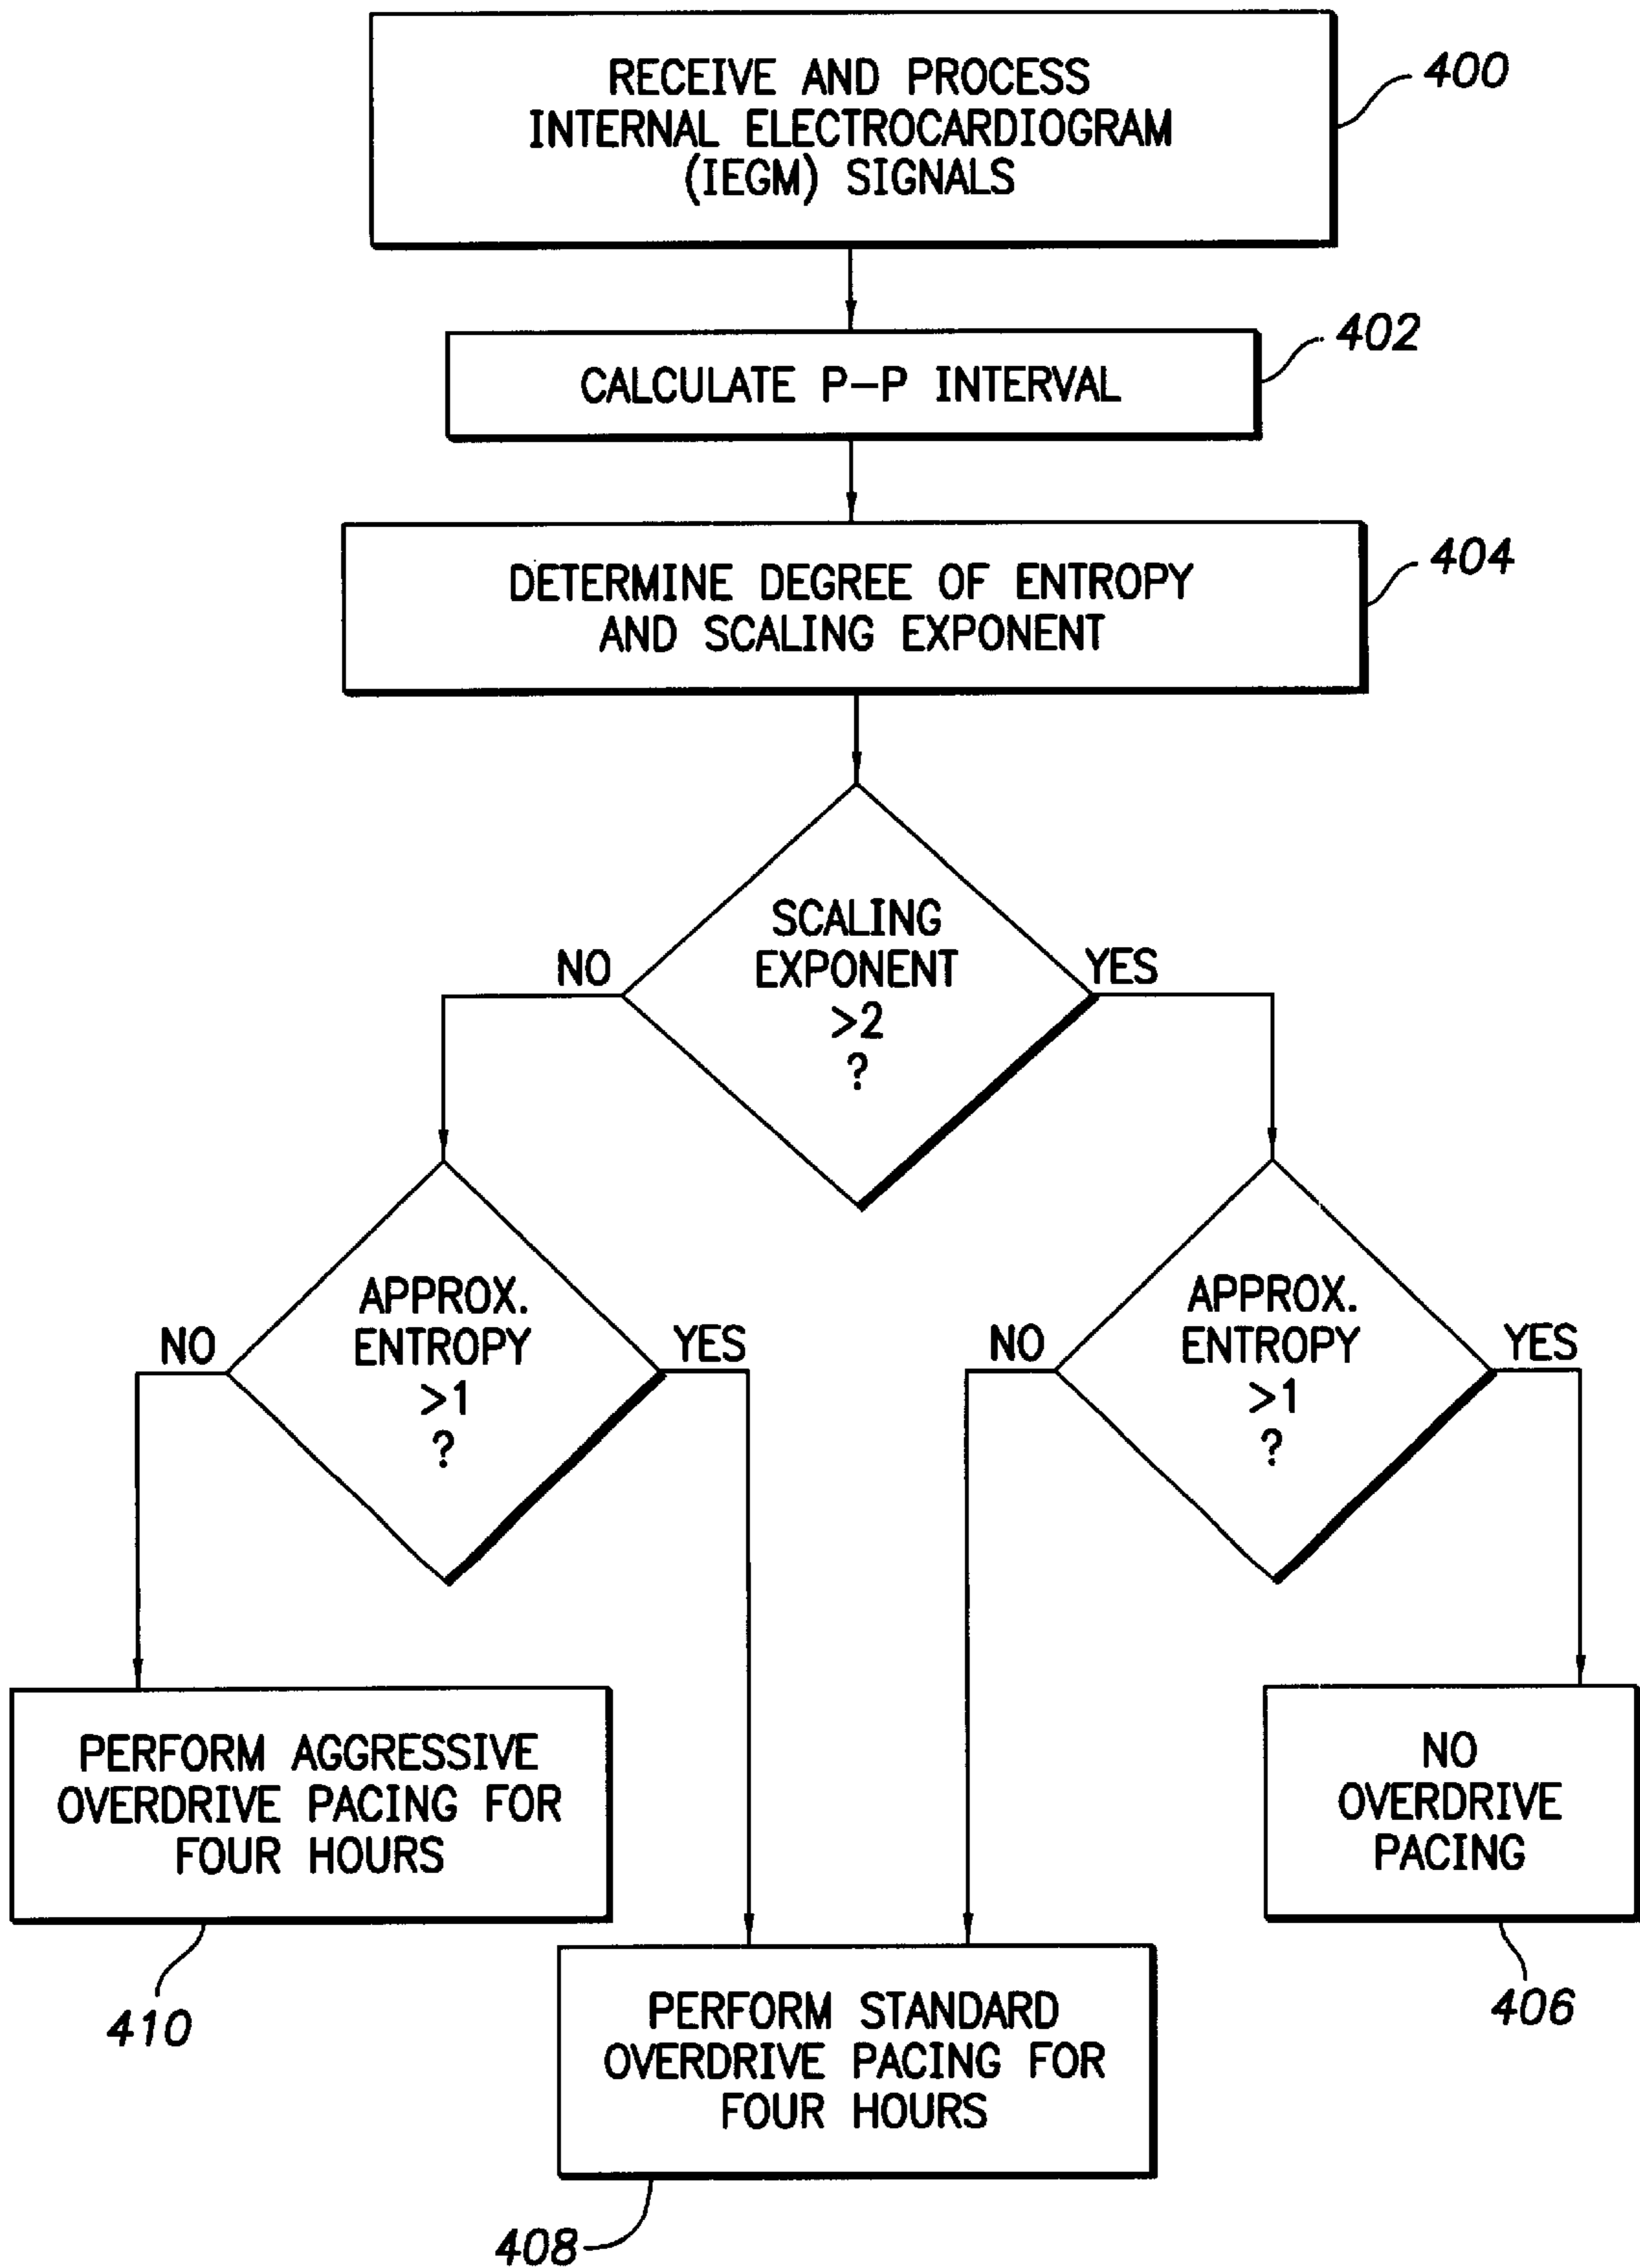 RECEIVE AND PROCESS
INTERNAL ELECTROCARDIOGRAM
(IEGM) SIGNALS
400
CALCULATE P-P INTERVAL
402
DETERMINE DEGREE OF ENTROPY
AND SCALING EXPONENT
404
SCALING
EXPONENT
>2
?
NO
YES
APPROX.
ENTROPY
>1
?
NO
YES
APPROX.
ENTROPY
>1
?
NO
YES
PERFORM AGGRESSIVE
OVERDRIVE PACING FOR
FOUR HOURS
410
NO
OVERDRIVE
PACING
406
PERFORM STANDARD
OVERDRIVE PACING FOR
FOUR HOURS
408